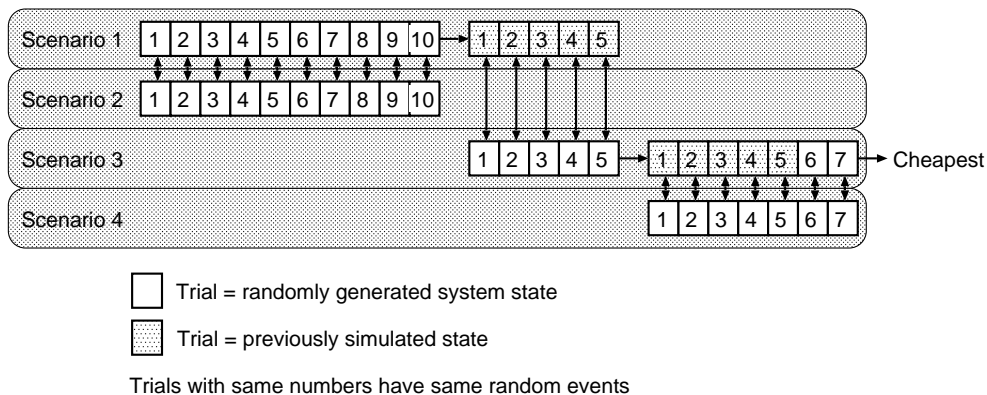 Scenario 1 1 2 3 4 5 6 7 8 9 10 1 2 3 4 5
Scenario 2 1 2 3 4 5 6 7 8 9 10
Scenario 3 1 2 3 4 5 1 2 3 4 5 6 7 Cheapest
Scenario 4 1 2 3 4 5 6 7
Trial = randomly generated system state
Trial = previously simulated state
Trials with same numbers have same random events